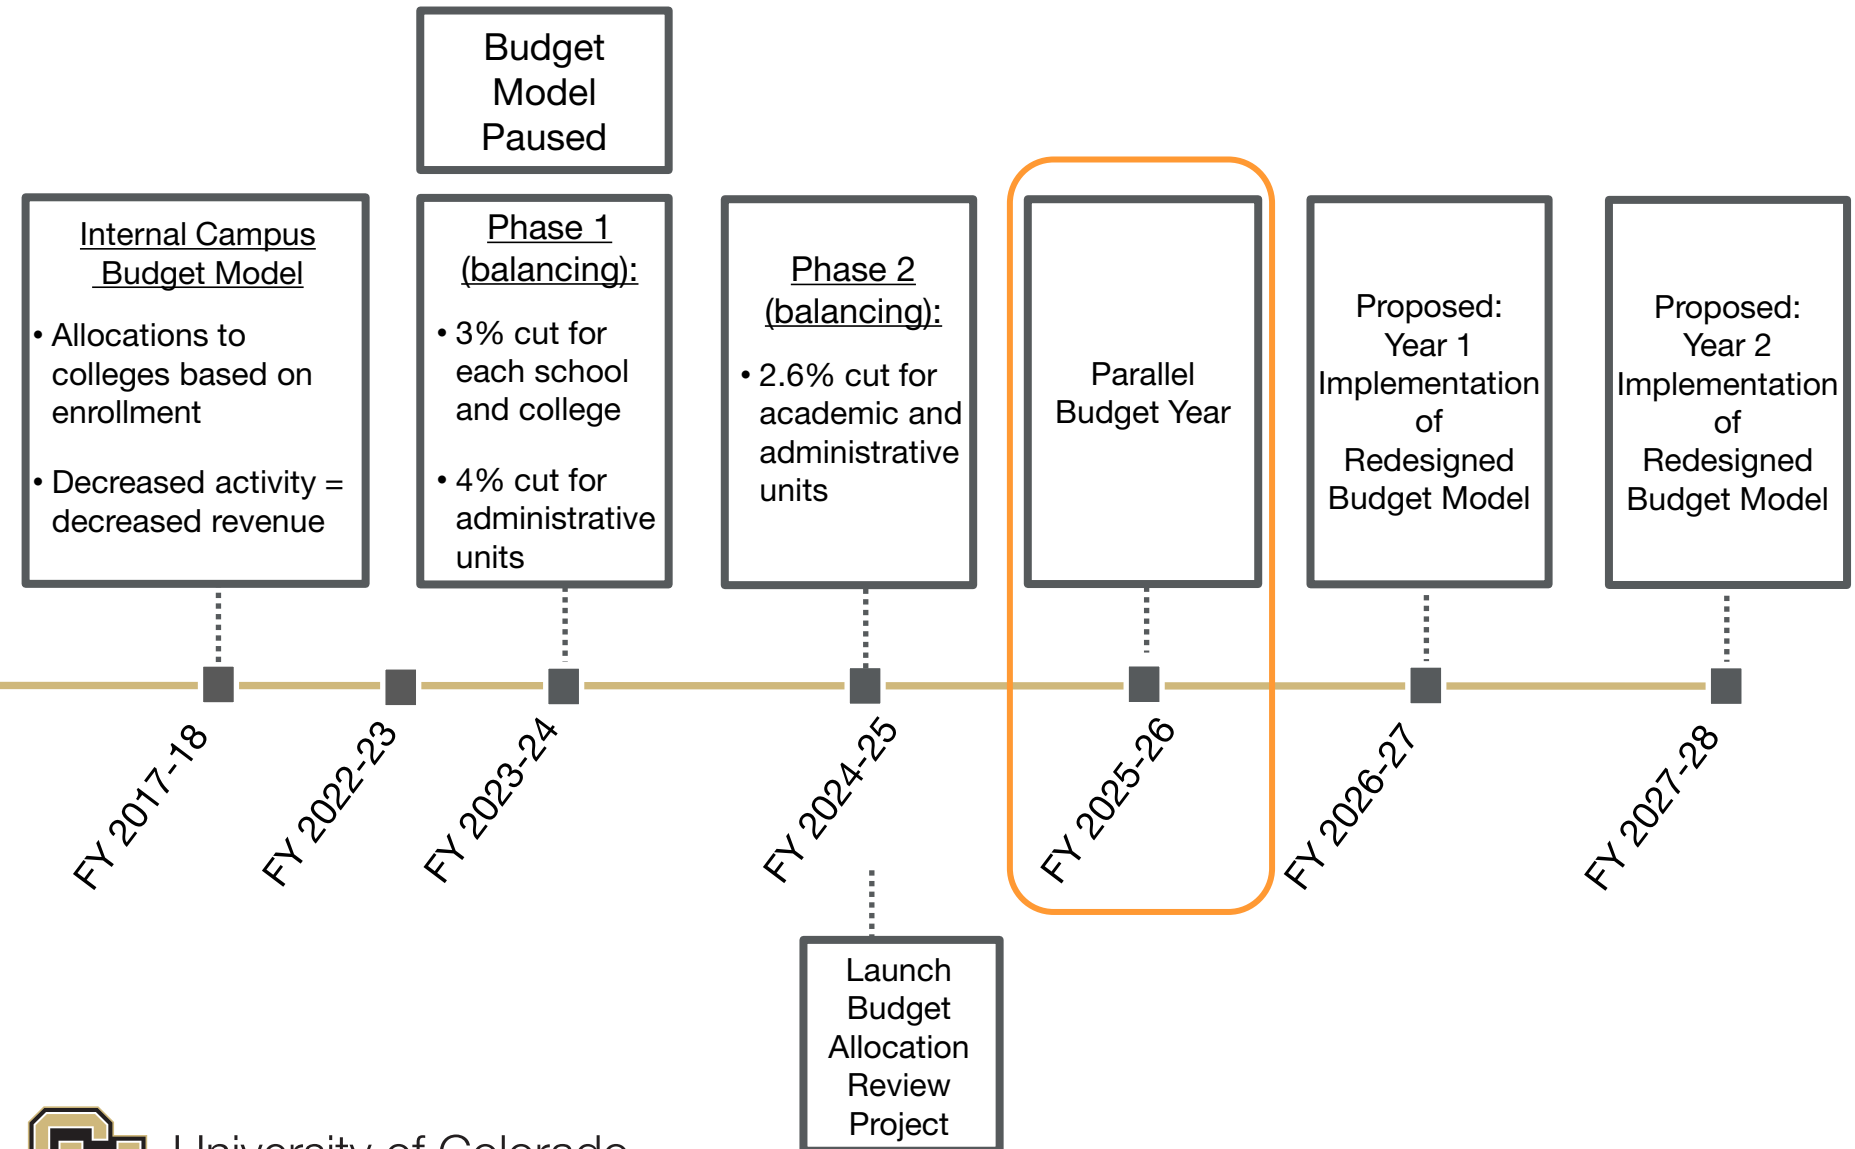 Budget
Model
Paused
Internal Campus
Budget Model
• Allocations to
colleges based on
enrollment
• Decreased activity =
decreased revenue
Phase 1
(balancing):
• 3% cut for
each school
and college
• 4% cut for
administrative
units
Phase 2
(balancing):
• 2.6% cut for
academic and
administrative
units
Parallel
Budget Year
Proposed:
Year 1
Implementation
of
Redesigned
Budget Model
Proposed:
Year 2
Implementation
of
Redesigned
Budget Model
FY 2017-18
FY 2022-23
FY 2023-24
FY 2024-25
FY 2025-26
FY 2026-27
FY 2027-28
Launch
Budget
Allocation
Review
Project
University of Colorado